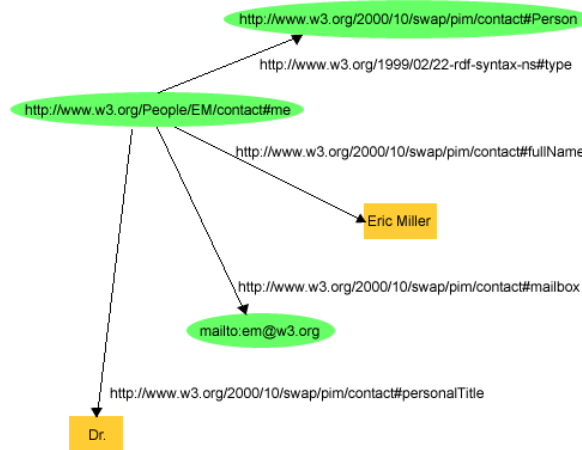 http://www.w3.org/2000/10/swap/pim/contact#Person
http://www.w3.org/1999/02/22-rdf-syntax-ns#type
http://www.w3.org/People/EM/contact#me
http://www.w3.org/2000/10/swap/pim/contact#fullName
Eric Miller
http://www.w3.org/2000/10/swap/pim/contact#mailbox
mailto:em@w3.org
http://www.w3.org/2000/10/swap/pim/contact#personalTitle
Dr.